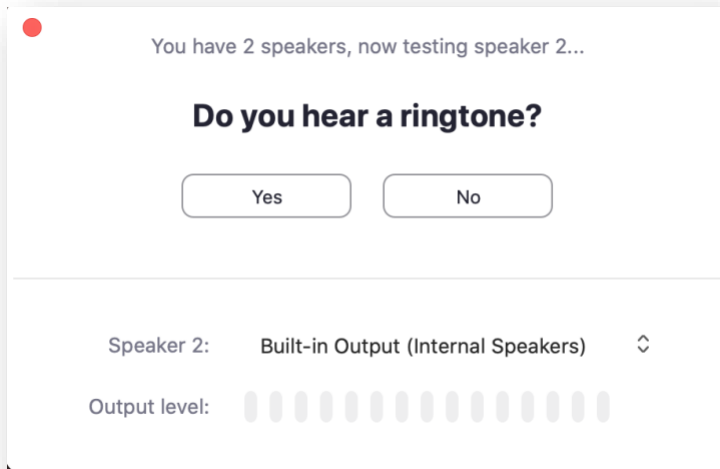 You have 2 speakers, now testing speaker 2...
Do you hear a ringtone?
Yes No
Speaker 2: Built-in Output (Internal Speakers)
Output level: